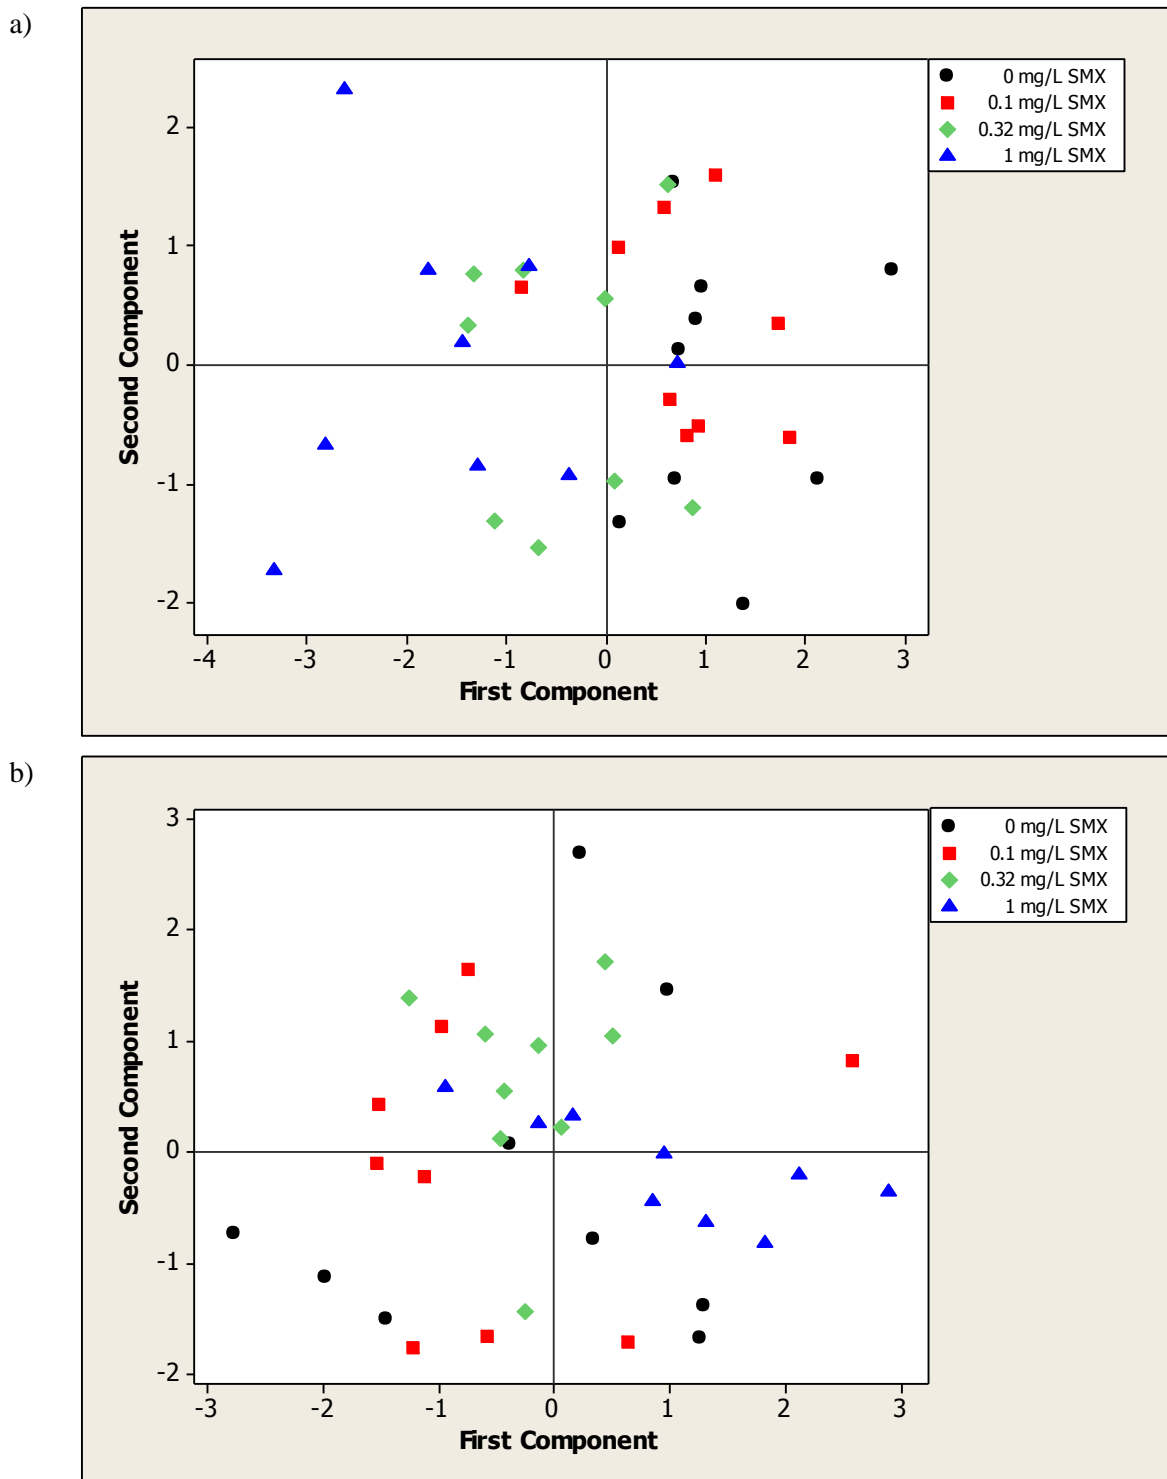 a)
0 mg/L SMX
0.1 mg/L SMX
0.32 mg/L SMX
1 mg/L SMX
2
1
0
-1
-2
Second Component
-4 -3 -2 -1 0 1 2 3
First Component
b)
0 mg/L SMX
0.1 mg/L SMX
0.32 mg/L SMX
1 mg/L SMX
3
2
1
0
-1
-2
Second Component
-3 -2 -1 0 1 2 3
First Component